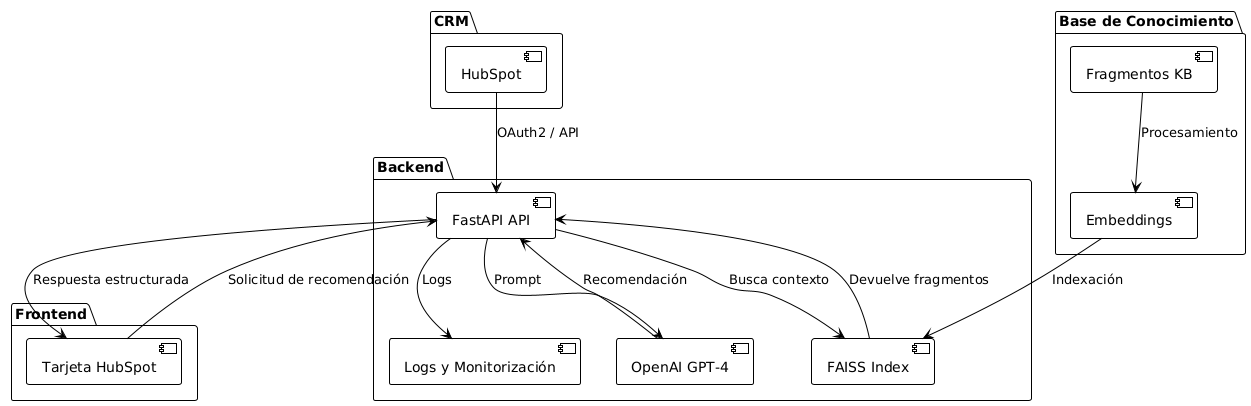 CRM
Base de Conocimiento
HubSpot
Fragmentos KB
OAuth2 / API
Procesamiento
Backend
FastAPI API
Embeddings
Respuesta estructurada
Solicitud de recomendación
Logs
Prompt
Recomendación
Busca contexto
Devuelve fragmentos
Indexación
Frontend
Tarjeta HubSpot
Logs y Monitorización
OpenAI GPT-4
FAISS Index